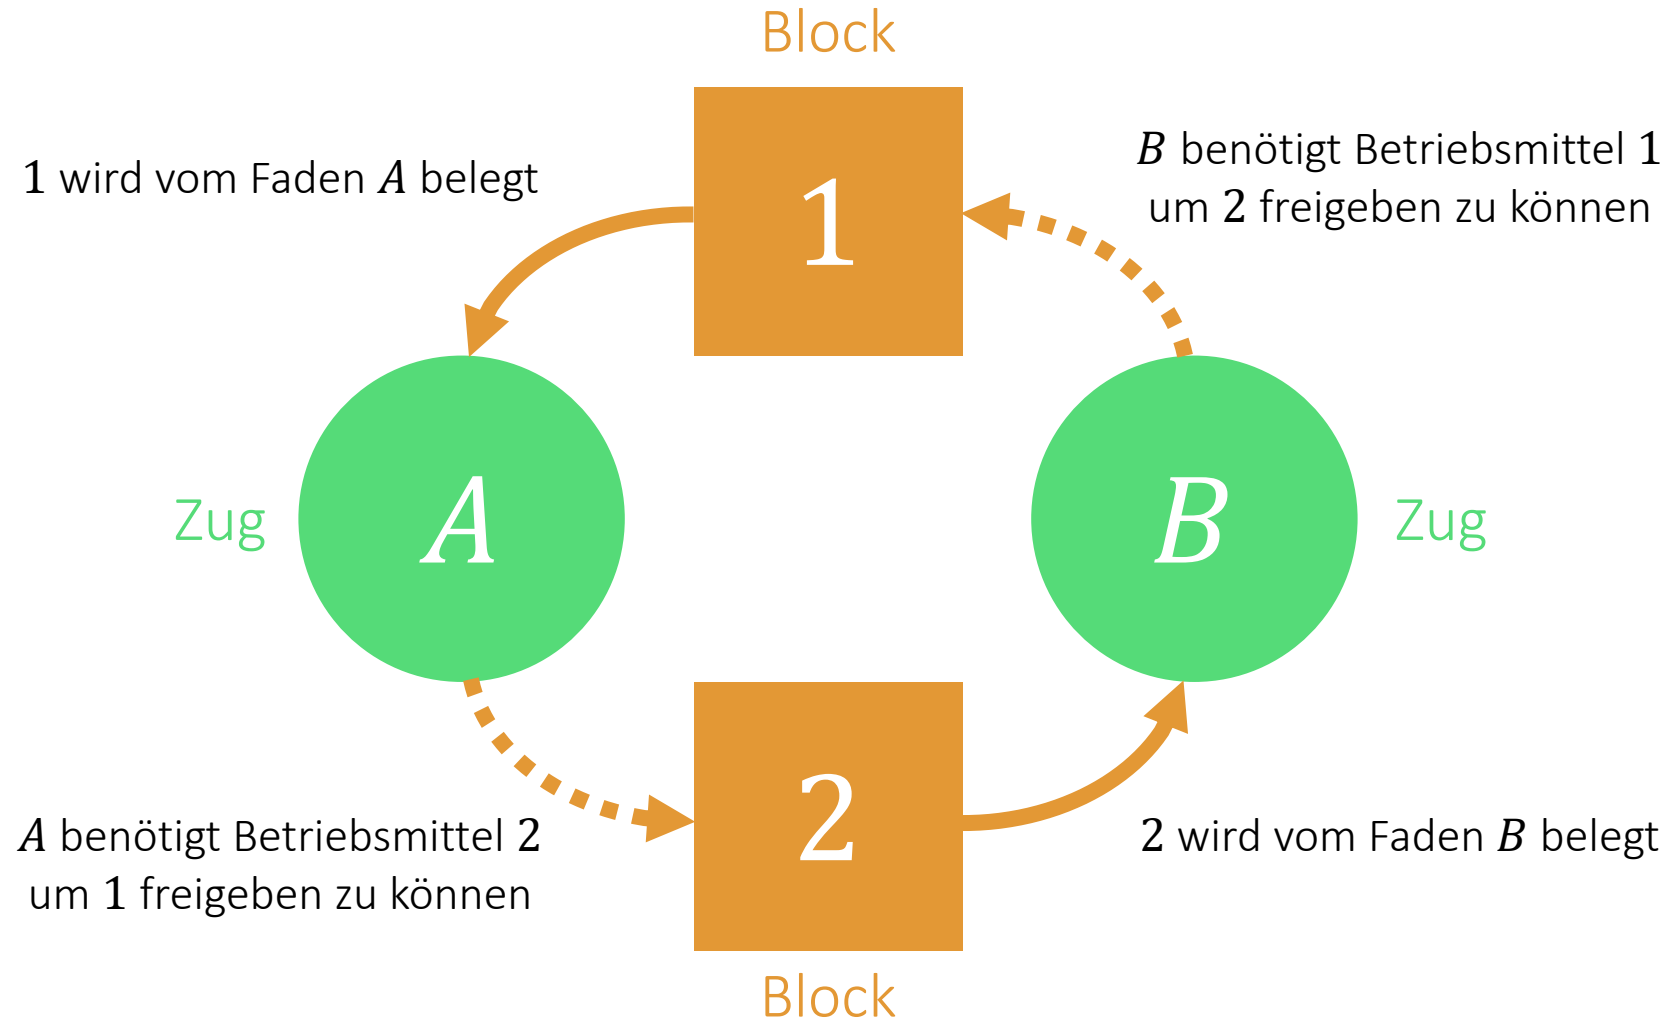 Block
1 wird vom Faden A belegt
B benötigt Betriebsmittel 1
um 2 freigeben zu können
1
Zug
A
B
Zug
A benötigt Betriebsmittel 2
um 1 freigeben zu können
2
2 wird vom Faden B belegt
Block